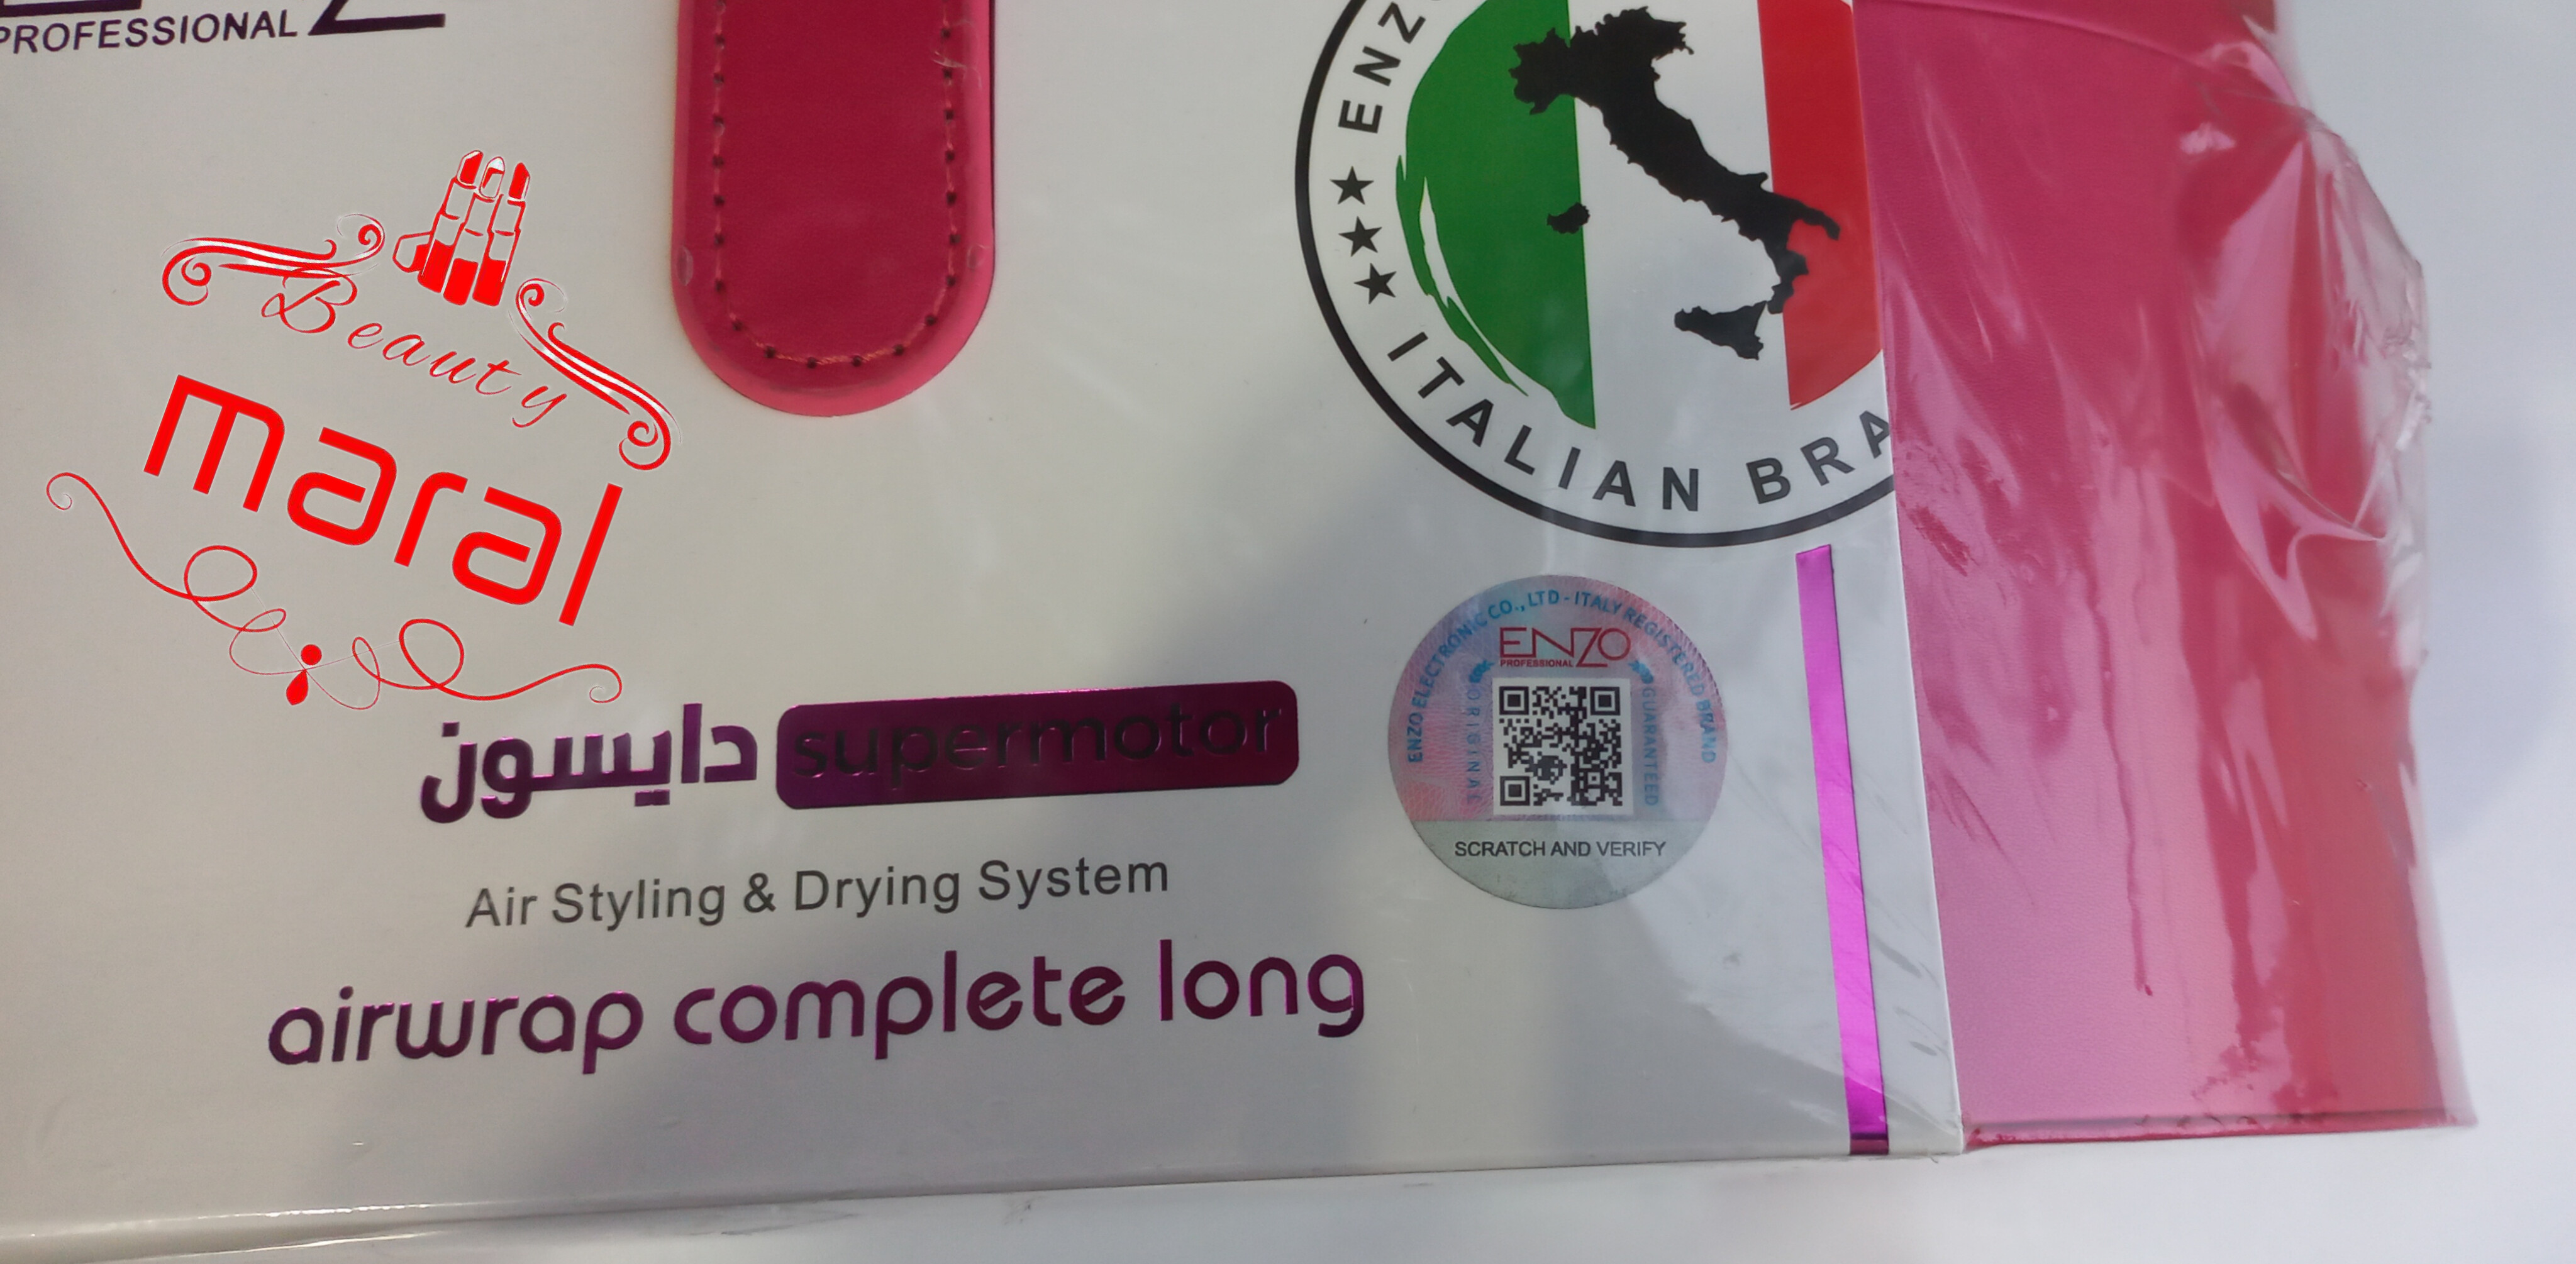 PROFESSIONAL
ENZO
ITALIAN BRA
Beauty
maral
دايسون supermotor
Air Styling & Drying System
airwrap complete long
ENZO ELECTRONIC CO., LTD - ITALY REGISTERED BRAND
ENZO
PROFESSIONAL
ORIGINAL
GUARANTEED
SCRATCH AND VERIFY